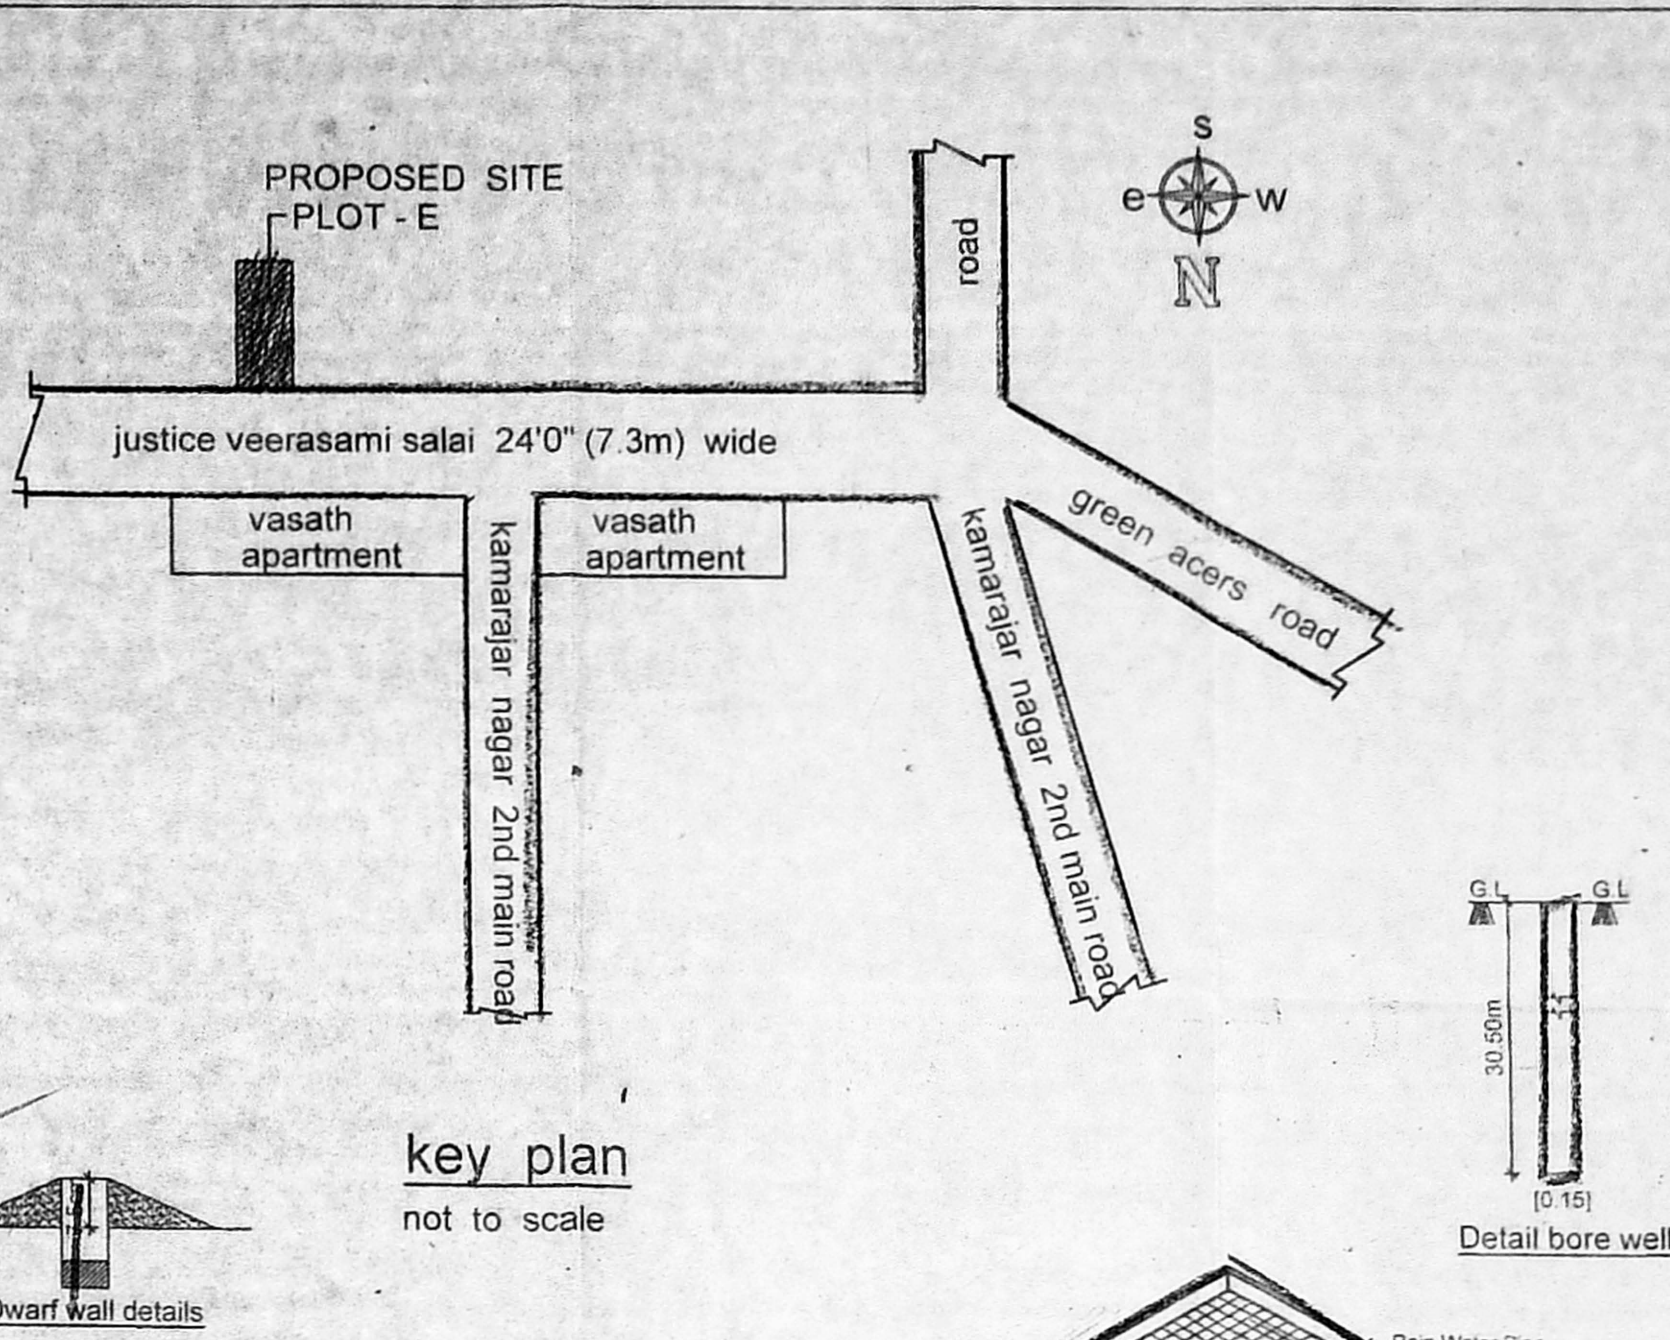 PROPOSED SITE
PLOT - E
s
e w
N
road
justice veerasami salai 24'0" (7.3m) wide
vasath
apartment
kamarajar nagar 2nd main road
vasath
apartment
kamarajar nagar 2nd main road
green acers road
G.L G.L
30.50m
[0.15]
Detail bore well
key plan
not to scale
Dwarf wall details